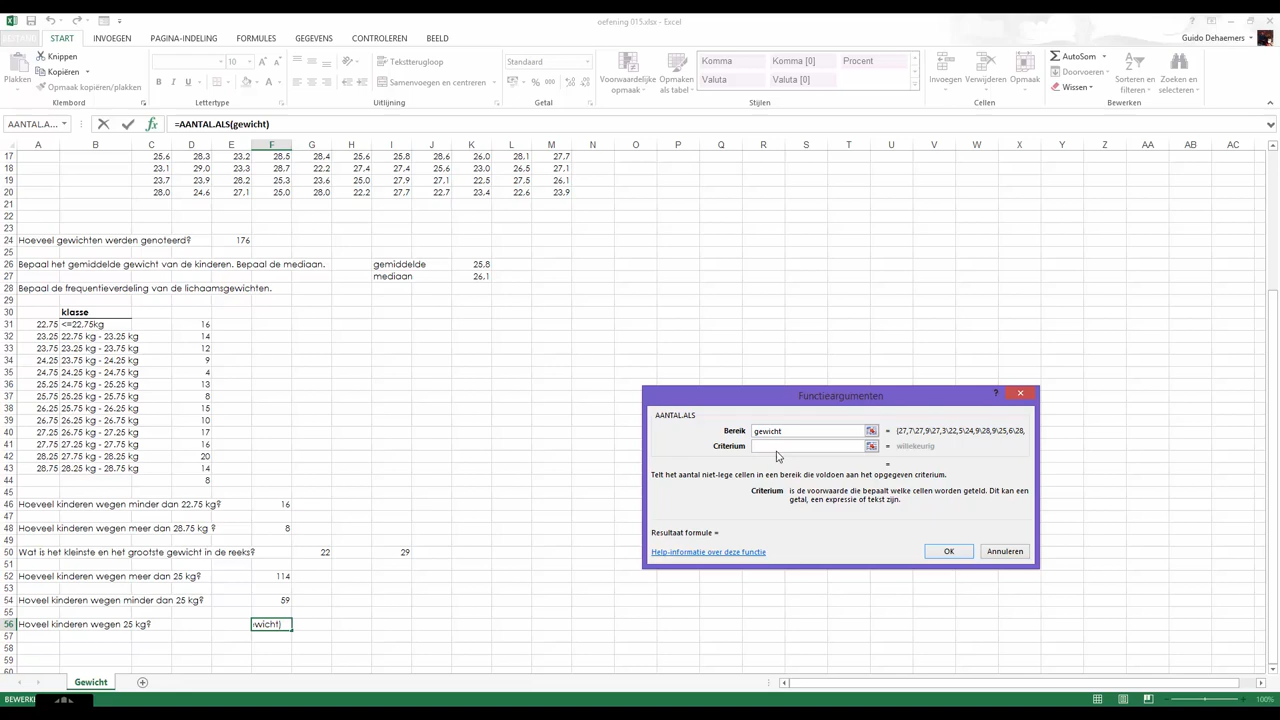 oefening 015.xlsx - Excel
BESTAND START INVOEGEN PAGINA-INDELING FORMULES GEGEVENS CONTROLEREN BEELD Guido Dehaemers
Plakken
Knippen
Kopiëren
Opmaak kopiëren/plakken
Klembord
10
Lettertype
Terugloop
Samenvoegen en centreren
Uitlijning
Standaard
Getal
Voorwaardelijke opmaak
Opmaken als tabel
Komma Komma [0] Procent
Valuta Valuta [0]
Stijlen
Invoegen Verwijderen Opmaak
Cellen
AutoSom
Doorvoeren
Wissen
Sorteren en filteren
Zoeken en selecteren
Bewerken
AANTAL.A... =AANTAL.ALS(gewicht)
A B C D E F G H I J K L M N O P Q R S T U V W X Y Z AA AB AC
17 25,6 28,3 23,2 28,5 28,4 25,6 25,8 28,6 26,0 28,1 27,7
18 23,1 29,0 23,3 28,7 22,2 27,4 27,4 25,6 23,0 26,5 27,1
19 23,7 23,9 28,2 25,3 23,6 25,0 27,9 27,1 22,5 27,5 26,1
20 28,0 24,6 27,1 25,0 28,0 22,2 27,7 22,7 23,4 22,6 23,9
21
22
23
24 Hoeveel gewichten werden genoteerd? 176
25
26 Bepaal het gemiddelde gewicht van de kinderen. Bepaal de mediaan. gemiddelde 25,8
27 mediaan 26,1
28 Bepaal de frequentieverdeling van de lichaamsgewichten.
29
30 klasse
31 22.75 <=22.75kg 16
32 23.25 22.75 kg - 23.25 kg 14
33 23.75 23.25 kg - 23.75 kg 12
34 24.25 23.75 kg - 24.25 kg 9
35 24.75 24.25 kg - 24.75 kg 4
36 25.25 24.75 kg - 25.25 kg 13
37 25.75 25.25 kg - 25.75 kg 8
38 26.25 25.75 kg - 26.25 kg 15
39 26.75 26.25 kg - 26.75 kg 10
40 27.25 26.75 kg - 27.25 kg 17
41 27.75 27.25 kg - 27.75 kg 16
42 28.25 27.75 kg - 28.25 kg 20
43 28.75 28.25 kg - 28.75 kg 14
44 8
45
46 Hoeveel kinderen wegen minder dan 22.75 kg? 16
47
48 Hoeveel kinderen wegen meer dan 28.75 kg ? 8
49
50 Wat is het kleinste en het grootste gewicht in de reeks? 22 29
51
52 Hoeveel kinderen wegen meer dan 25 kg? 114
53
54 Hoveel kinderen wegen minder dan 25 kg? 59
55
56 Hoveel kinderen wegen 25 kg? wicht)
57
58
59
60
Functieargumenten
AANTAL.ALS
Bereik gewicht = {27,7\27,9\27,3\22,5\24,9\28,9\25,6\28,
Criterium = willekeurig
=
Telt het aantal niet-lege cellen in een bereik die voldoen aan het opgegeven criterium.
Criterium is de voorwaarde die bepaalt welke cellen worden geteld. Dit kan een
getal, een expressie of tekst zijn.
Resultaat formule =
Help-informatie over deze functie OK Annuleren
Gewicht
BEWERKEN 100%